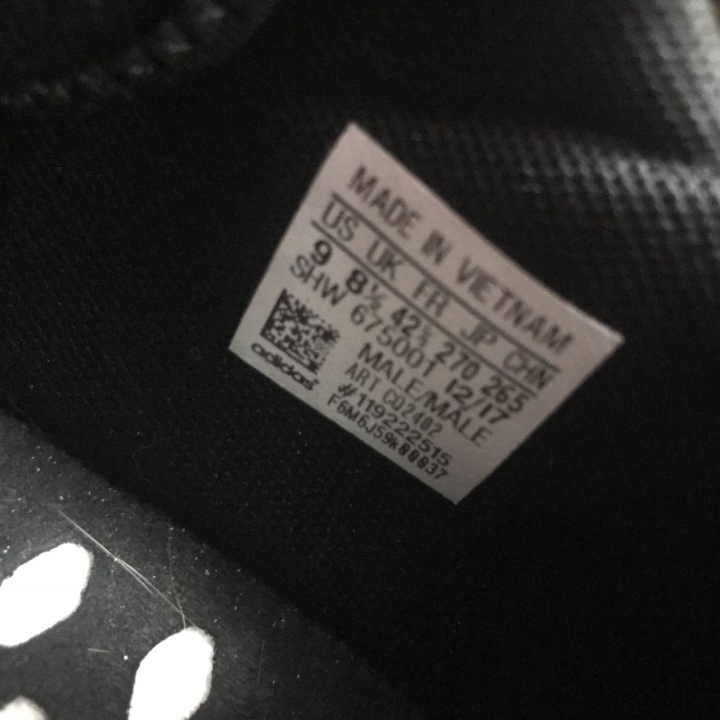 MADE IN VIETNAM
US UK FR JP CHN
9 8½ 42⅔ 270 265
SHW 675001 12/17
MALE/MALE
ART CQ2402
#119222515
F6M6J59K00037
adidas